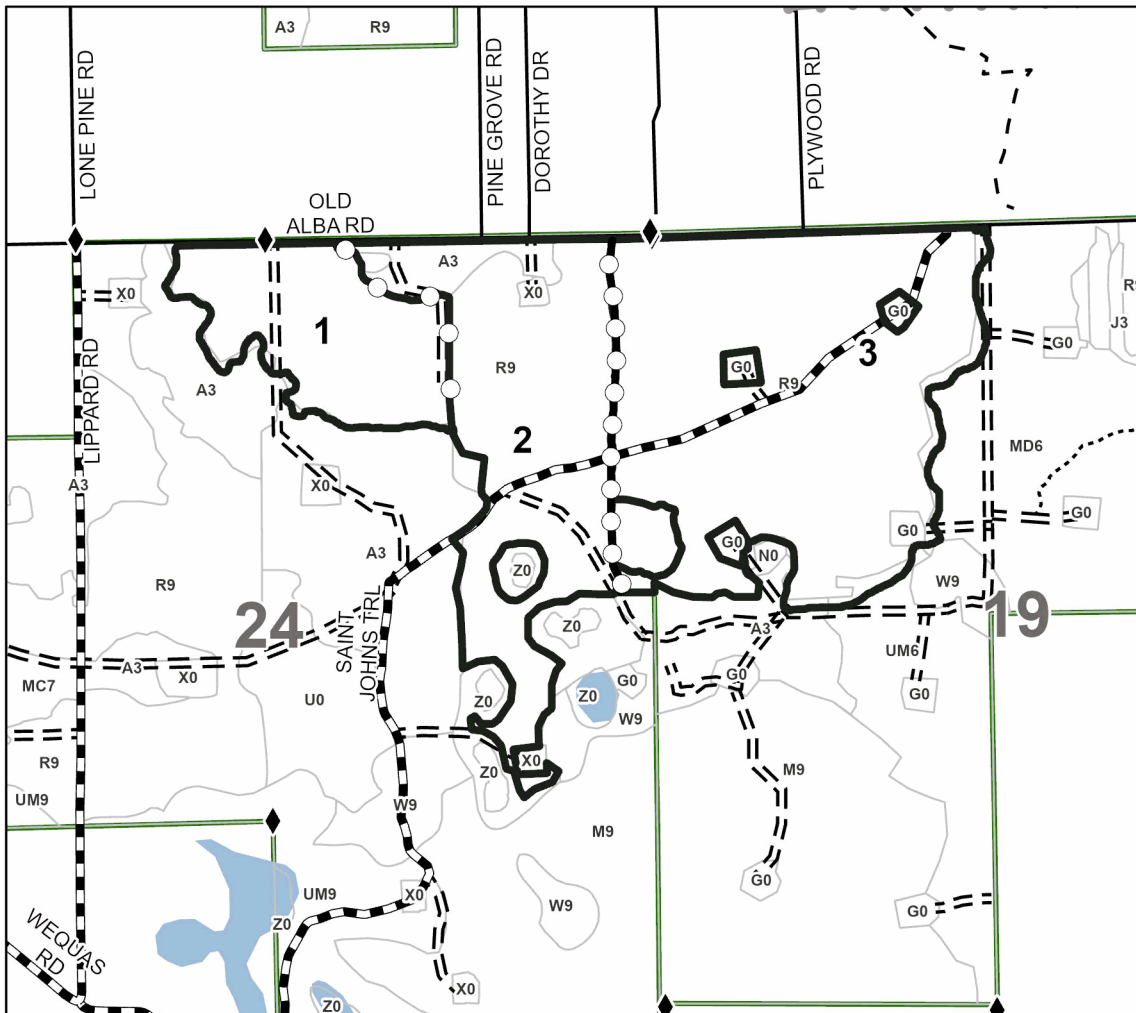 A3
R9
LONE PINE RD
PINE GROVE RD
DOROTHY DR
PLYWOOD RD
OLD
ALBA RD
A3
X0
X0
R9
G0
J3
1
3
G0
LIPPARD RD
R9
G0
R9
A3
2
MD6
A3
X0
G0
G0
G0
N0
A3
Z0
R9
W9
24
SAINT
JOHNS TRL
Z0
A3
19
A3
X0
UM6
MC7
G0
G0
Z0
G0
U0
Z0
W9
R9
Z0
X0
M9
UM9
W9
M9
G0
UM9
X0
W9
G0
Z0
WEQUAS
RD
X0
Z0